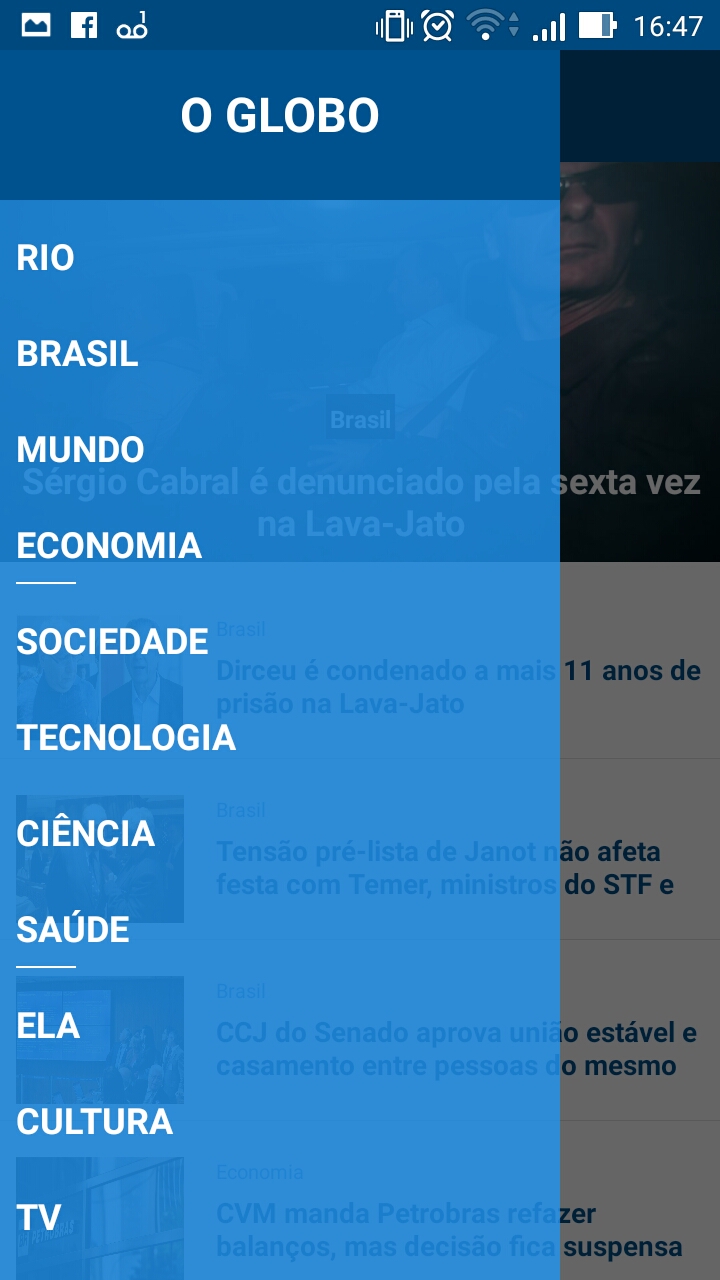 16:47
O GLOBO
RIO
BRASIL
MUNDO
ECONOMIA
SOCIEDADE
TECNOLOGIA
CIÊNCIA
SAÚDE
ELA
CULTURA
TV
Brasil
Sérgio Cabral é denunciado pela sexta vez
na Lava-Jato
Brasil
Dirceu é condenado a mais 11 anos de
prisão na Lava-Jato
Brasil
Tensão pré-lista de Janot não afeta
festa com Temer, ministros do STF e
Brasil
CCJ do Senado aprova união estável e
casamento entre pessoas do mesmo
Economia
CVM manda Petrobras refazer
balanços, mas decisão fica suspensa
PETROBRAS